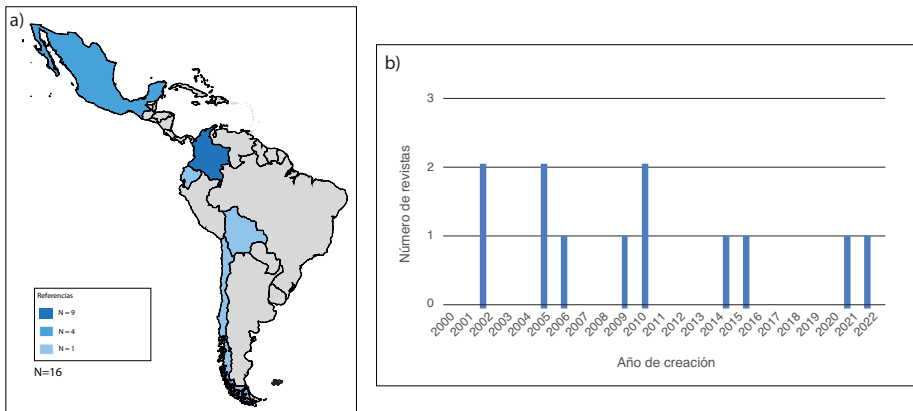 a)
Referencias
N = 9
N = 4
N = 1
N=16
b)
Número de revistas
3
2
1
0
2000 2001 2002 2003 2004 2005 2006 2007 2008 2009 2010 2011 2012 2013 2014 2015 2016 2017 2018 2019 2020 2021 2022
Año de creación